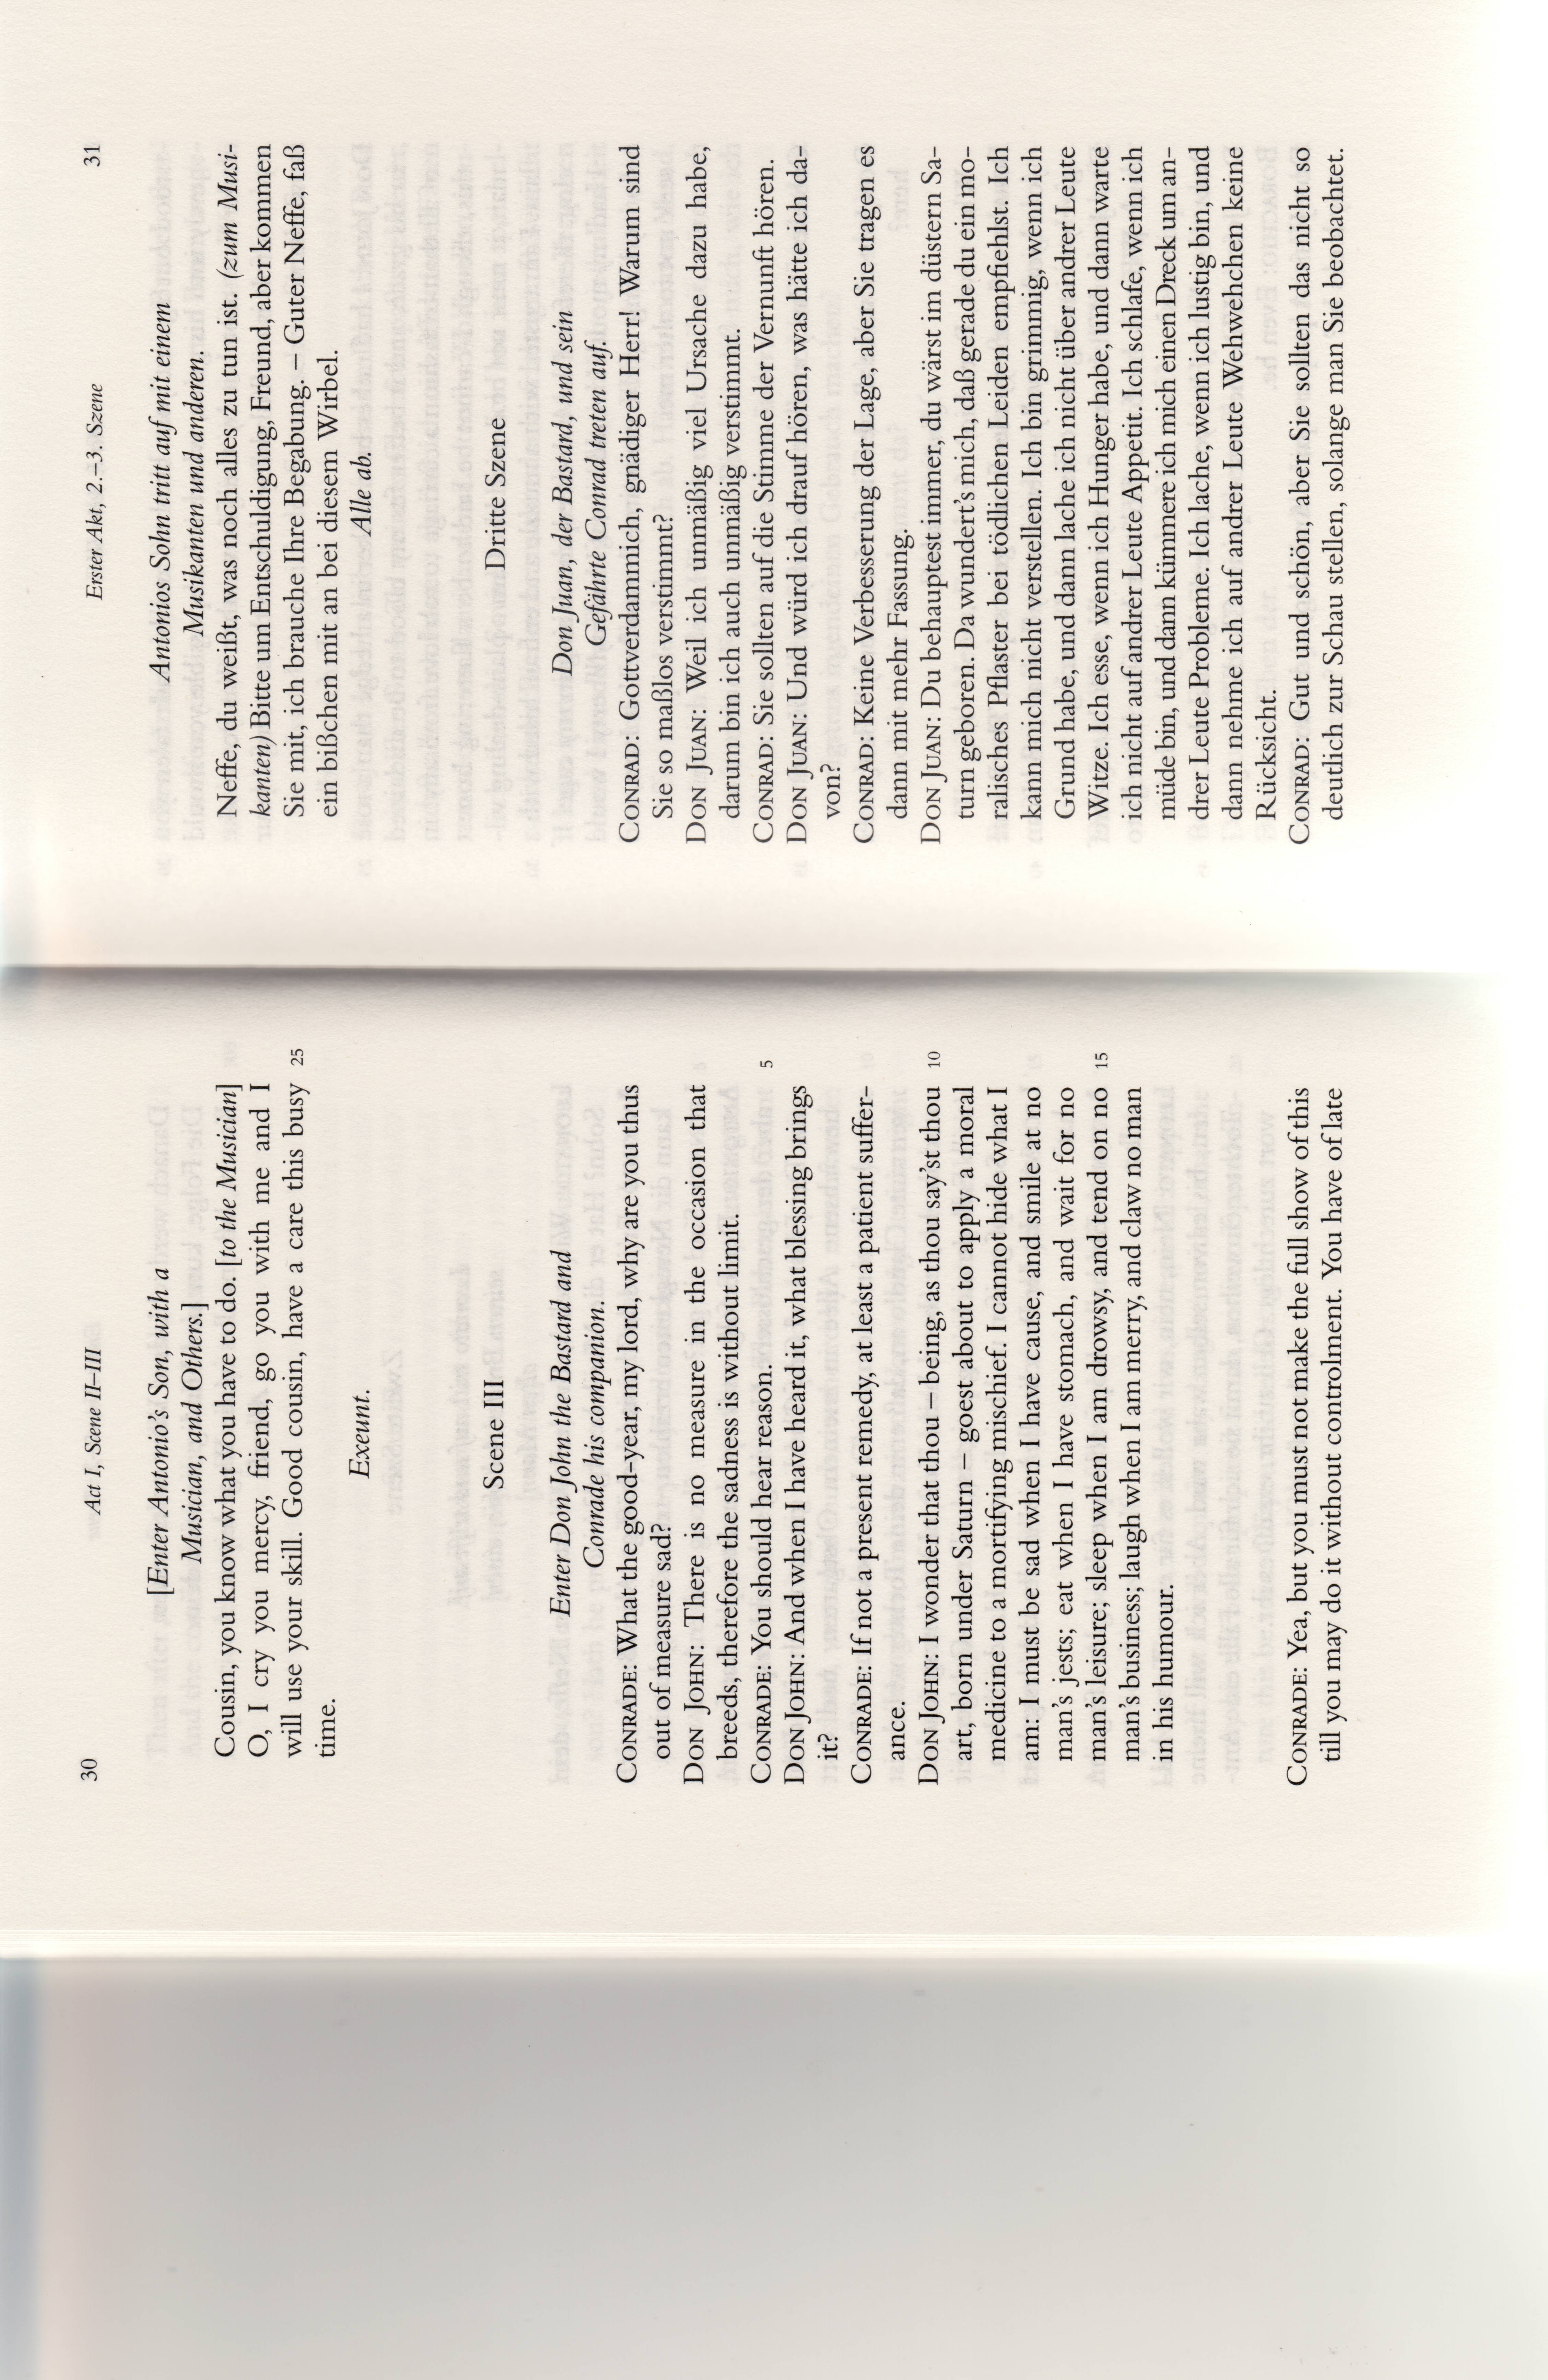 30
Act I, Scene II–III
[Enter Antonio's Son, with a
Musician, and Others.]
Cousin, you know what you have to do. [to the Musician]
O, I cry you mercy, friend, go you with me and I
will use your skill. Good cousin, have a care this busy 25
time.
Exeunt.
Scene III
Enter Don John the Bastard and
Conrade his companion.
CONRADE: What the good-year, my lord, why are you thus
out of measure sad?
DON JOHN: There is no measure in the occasion that
breeds, therefore the sadness is without limit.
CONRADE: You should hear reason. 5
DON JOHN: And when I have heard it, what blessing brings
it?
CONRADE: If not a present remedy, at least a patient suffer-
ance.
DON JOHN: I wonder that thou – being, as thou say'st thou 10
art, born under Saturn – goest about to apply a moral
medicine to a mortifying mischief. I cannot hide what I
am: I must be sad when I have cause, and smile at no
man's jests; eat when I have stomach, and wait for no
man's leisure; sleep when I am drowsy, and tend on no 15
man's business; laugh when I am merry, and claw no man
in his humour.
CONRADE: Yea, but you must not make the full show of this
till you may do it without controlment. You have of late
Erster Akt, 2.–3. Szene
31
Antonios Sohn tritt auf mit einem
Musikanten und anderen.
Neffe, du weißt, was noch alles zu tun ist. (zum Musi-
kanten) Bitte um Entschuldigung, Freund, aber kommen
Sie mit, ich brauche Ihre Begabung. – Guter Neffe, faß
ein bißchen mit an bei diesem Wirbel.
Alle ab.
Dritte Szene
Don Juan, der Bastard, und sein
Gefährte Conrad treten auf.
CONRAD: Gottverdammich, gnädiger Herr! Warum sind
Sie so maßlos verstimmt?
DON JUAN: Weil ich unmäßig viel Ursache dazu habe,
darum bin ich auch unmäßig verstimmt.
CONRAD: Sie sollten auf die Stimme der Vernunft hören.
DON JUAN: Und würd ich drauf hören, was hätte ich da-
von?
CONRAD: Keine Verbesserung der Lage, aber Sie tragen es
dann mit mehr Fassung.
DON JUAN: Du behauptest immer, du wärst im düstern Sa-
turn geboren. Da wundert's mich, daß gerade du ein mo-
ralisches Pflaster bei tödlichen Leiden empfiehlst. Ich
kann mich nicht verstellen. Ich bin grimmig, wenn ich
Grund habe, und dann lache ich nicht über andrer Leute
Witze. Ich esse, wenn ich Hunger habe, und dann warte
ich nicht auf andrer Leute Appetit. Ich schlafe, wenn ich
müde bin, und dann kümmere ich mich einen Dreck um an-
drer Leute Probleme. Ich lache, wenn ich lustig bin, und
dann nehme ich auf andrer Leute Wehwehchen keine
Rücksicht.
CONRAD: Gut und schön, aber Sie sollten das nicht so
deutlich zur Schau stellen, solange man Sie beobachtet.